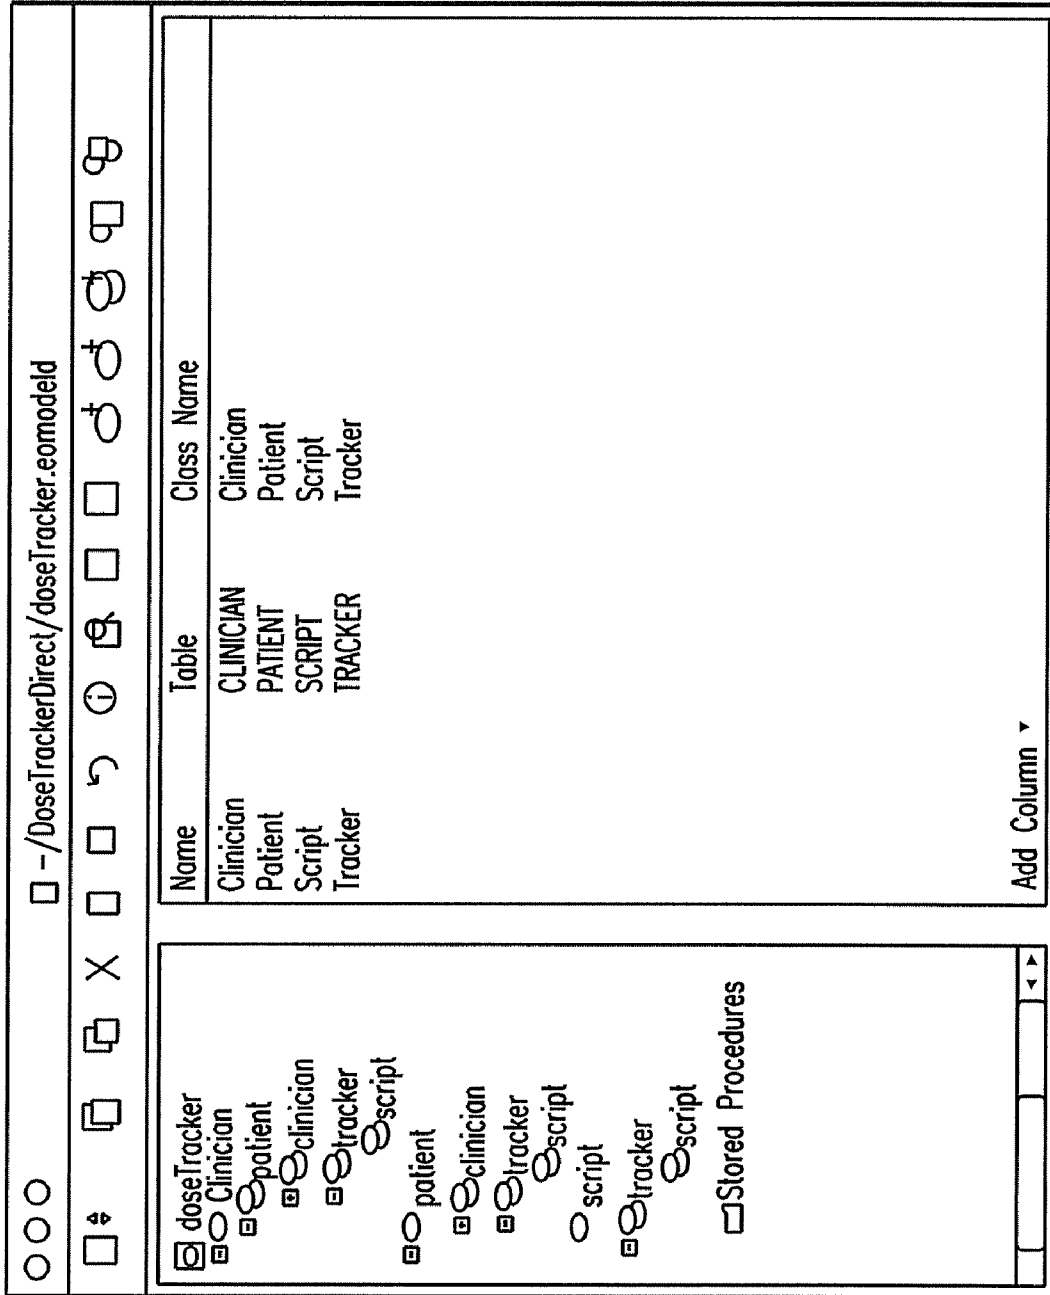 -/DoseTrackerDirect/doseTracker.eomodeld
doseTracker
Clinician
patient
clinician
tracker
script
patient
clinician
tracker
script
script
tracker
script
Stored Procedures
Name Table Class Name
Clinician CLINICIAN Clinician
Patient PATIENT Patient
Script SCRIPT Script
Tracker TRACKER Tracker
Add Column